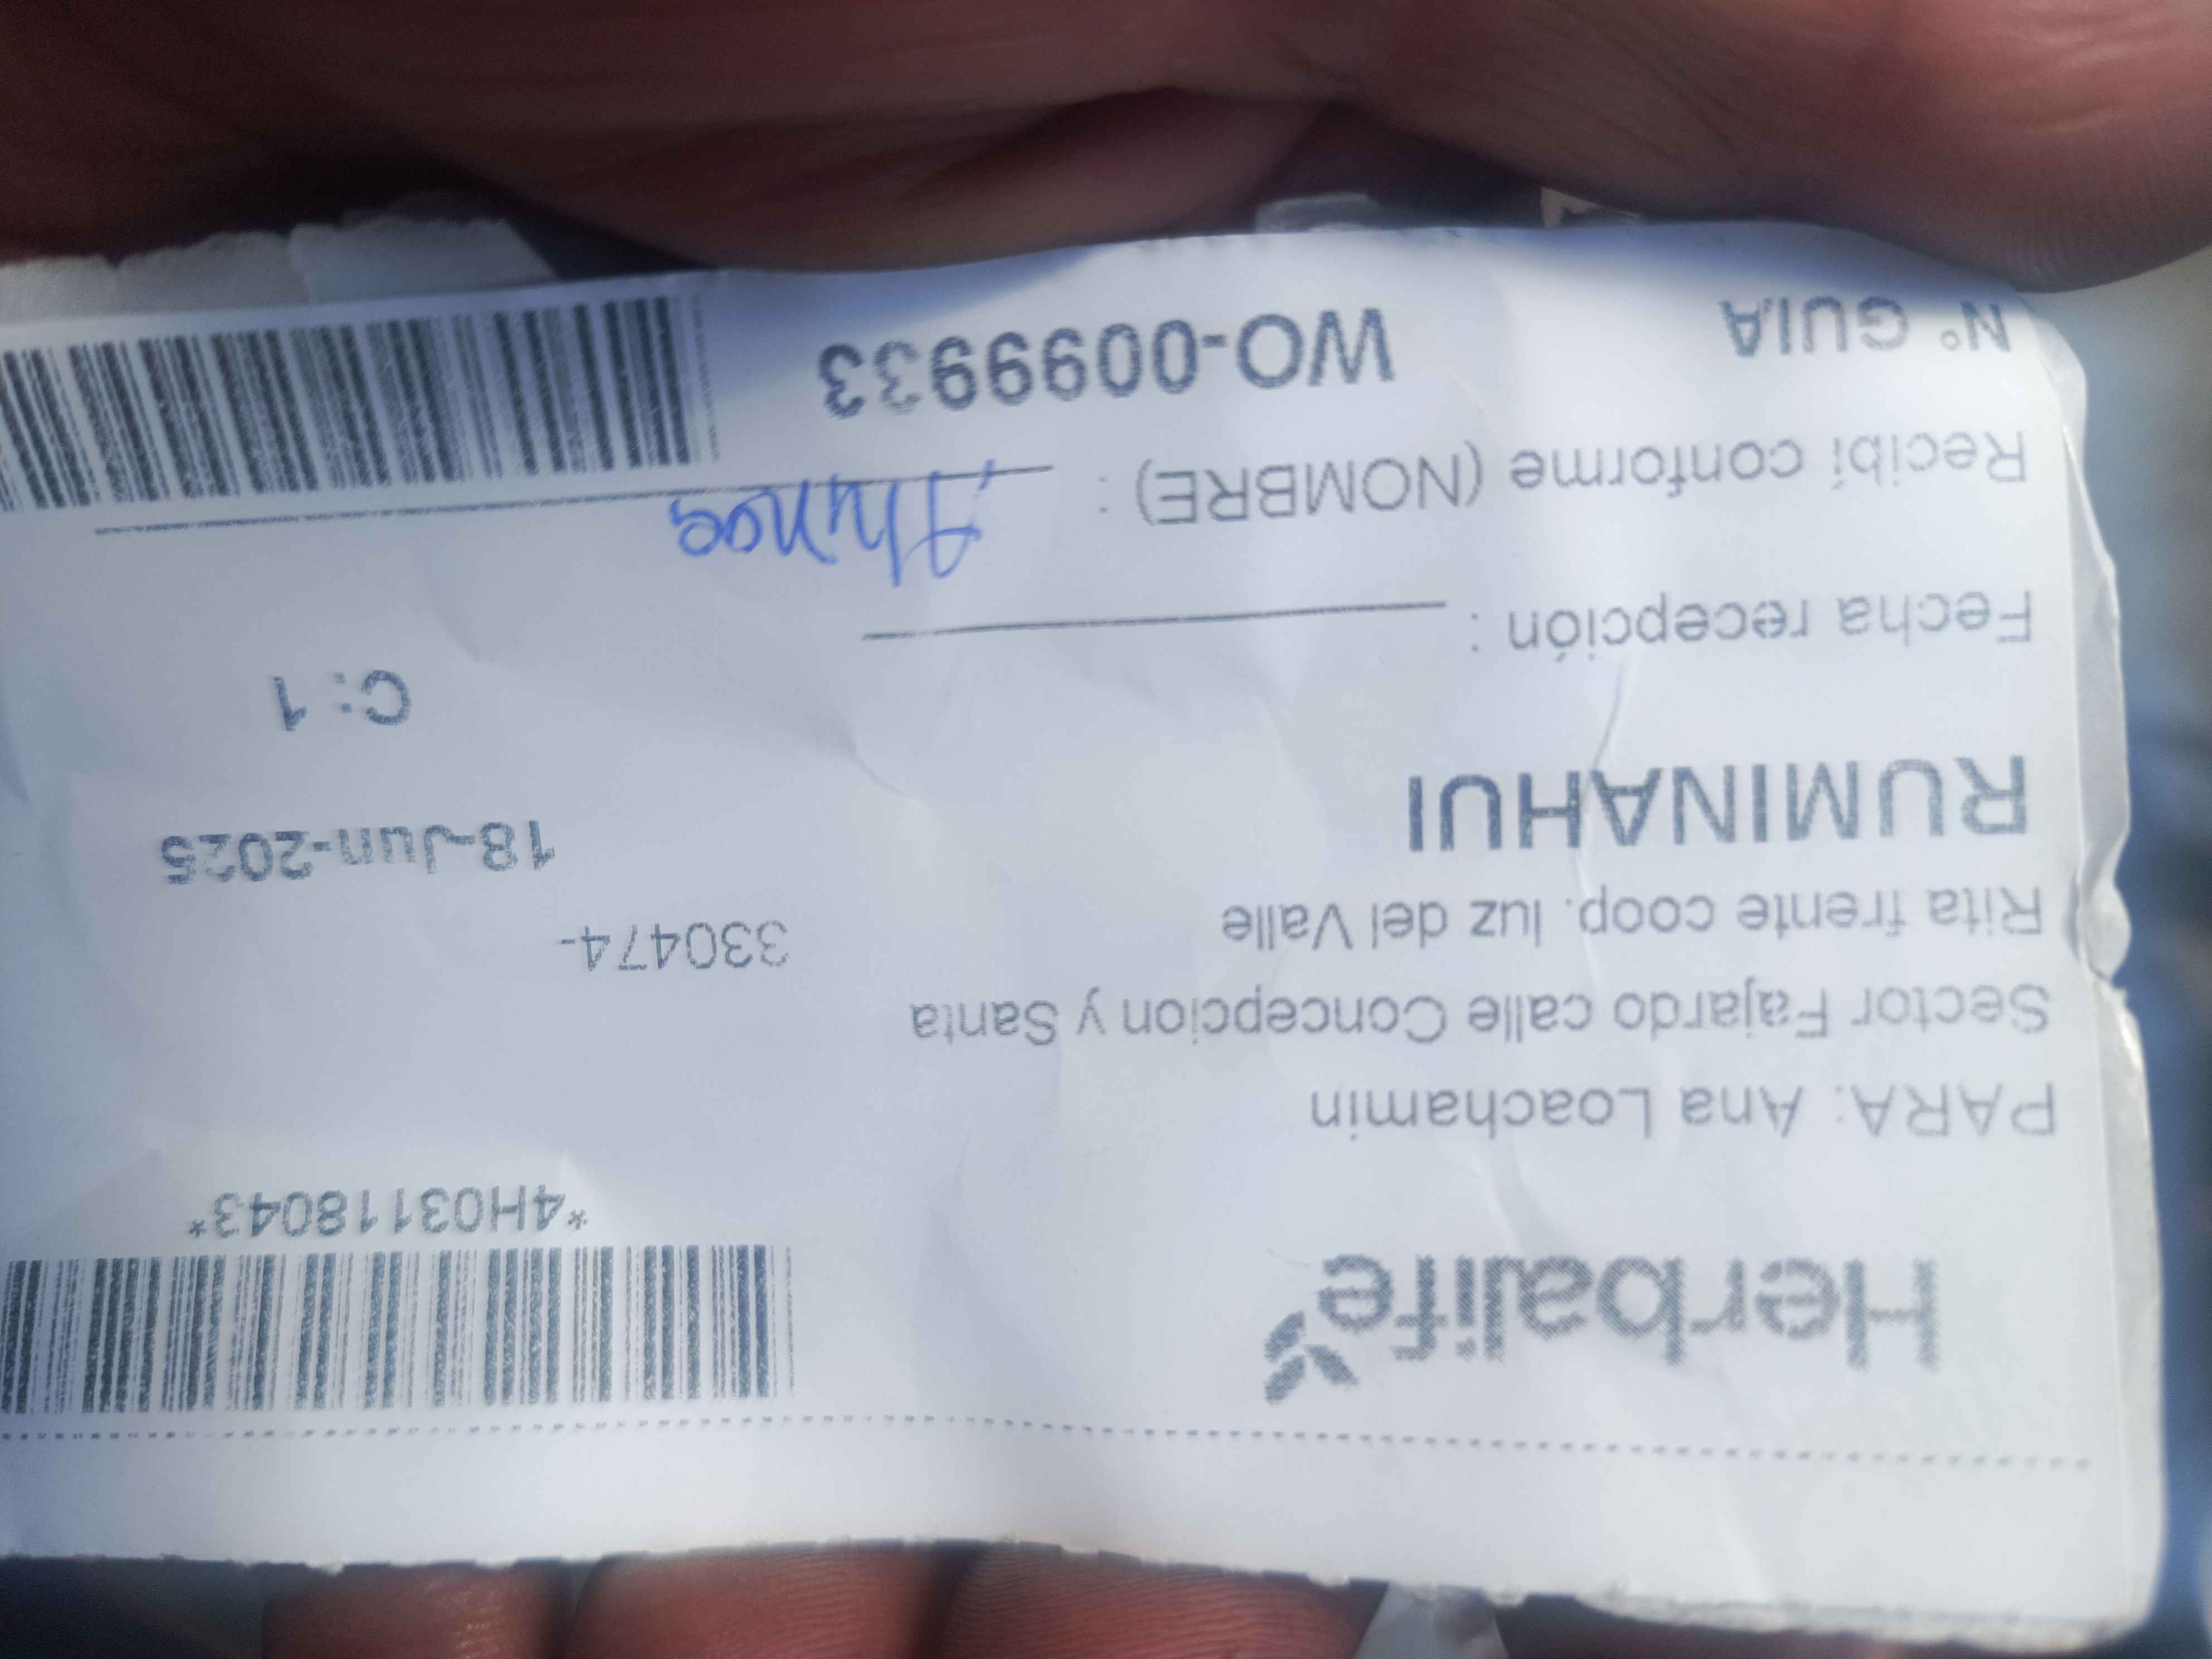 Herbalife
*4H03118043*
PARA: Ana Loachamin
Sector Fajardo calle Concepcion y Santa
Rita frente coop. luz del Valle
330474-
RUMINAHUI
18-Jun-2025
C: 1
Fecha recepción :
Recibí conforme (NOMBRE) :
N° GUIA
WO-0099933